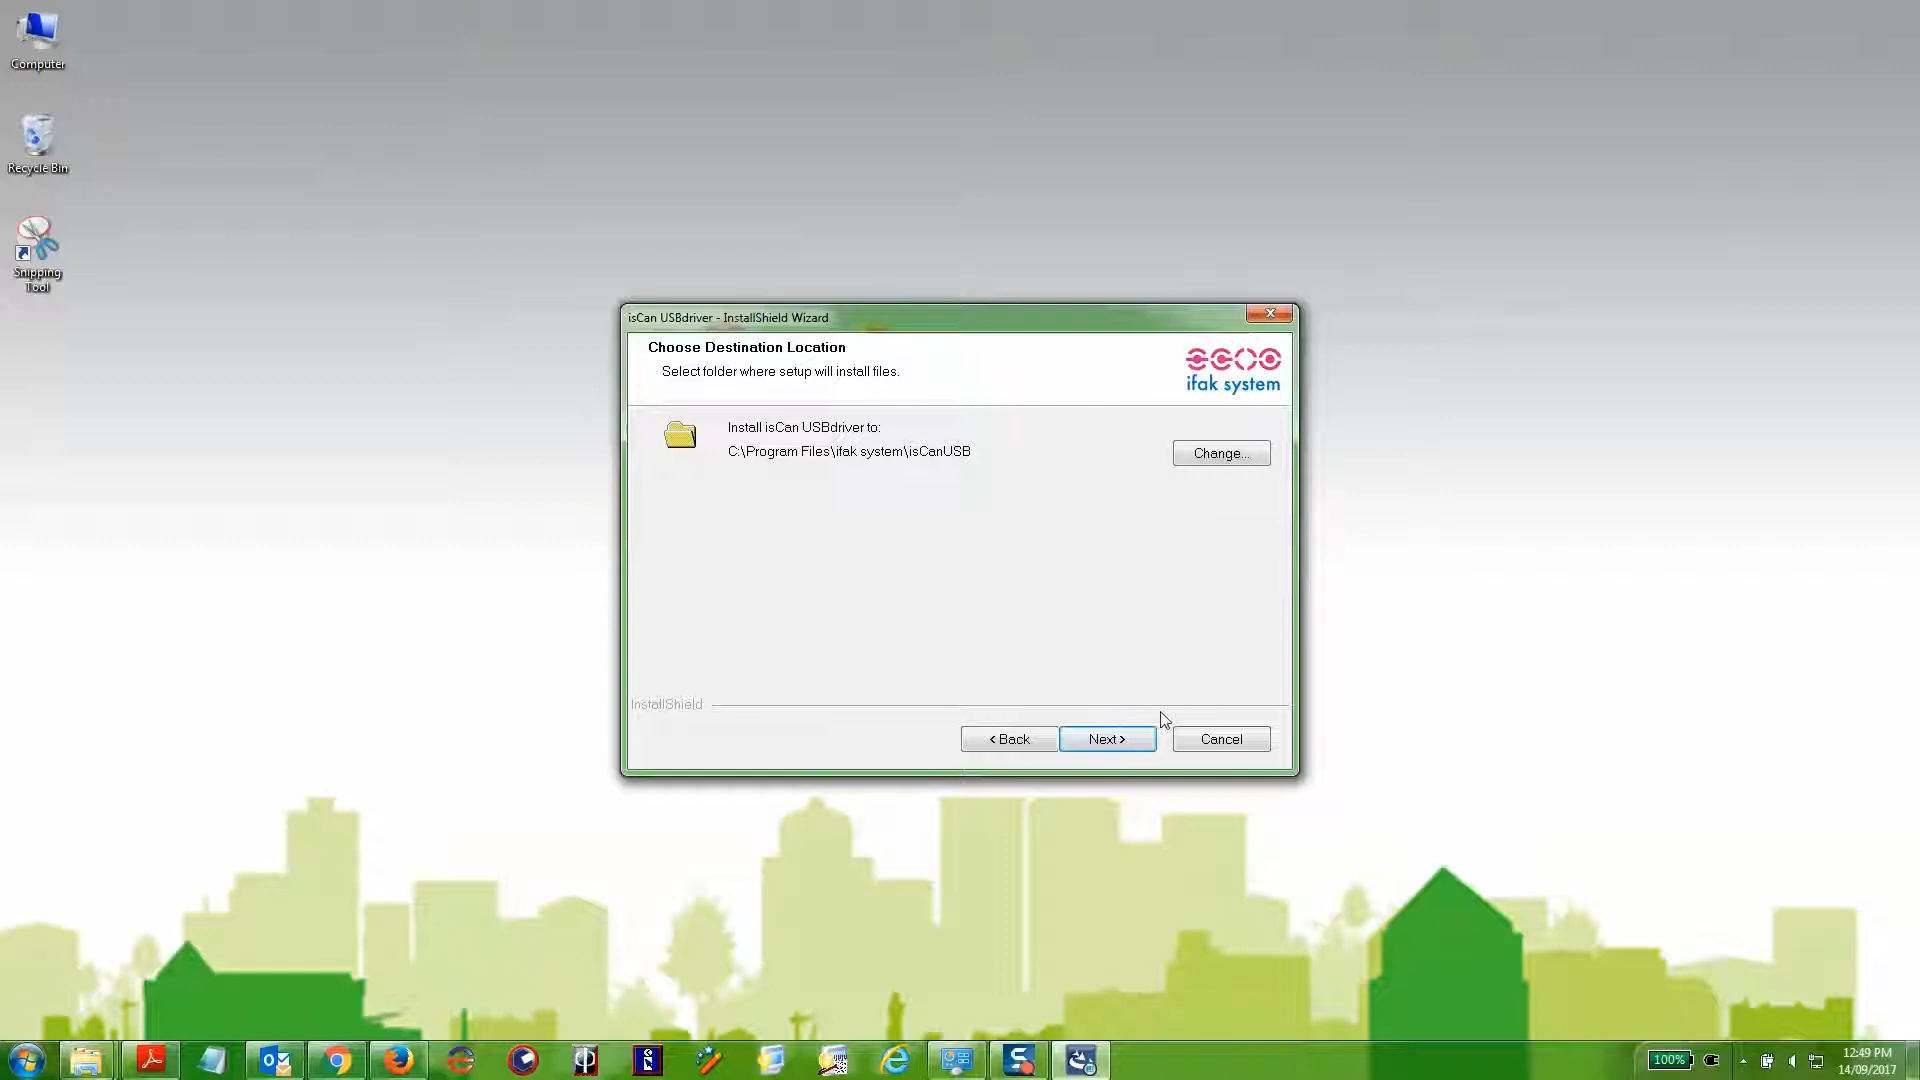 Computer
Recycle Bin
Snipping
Tool
isCan USBdriver - InstallShield Wizard
Choose Destination Location
Select folder where setup will install files.
ifak system
Install isCan USBdriver to:
C:\Program Files\ifak system\isCanUSB
Change...
InstallShield
< Back
Next >
Cancel
100%
12:49 PM
14/09/2017